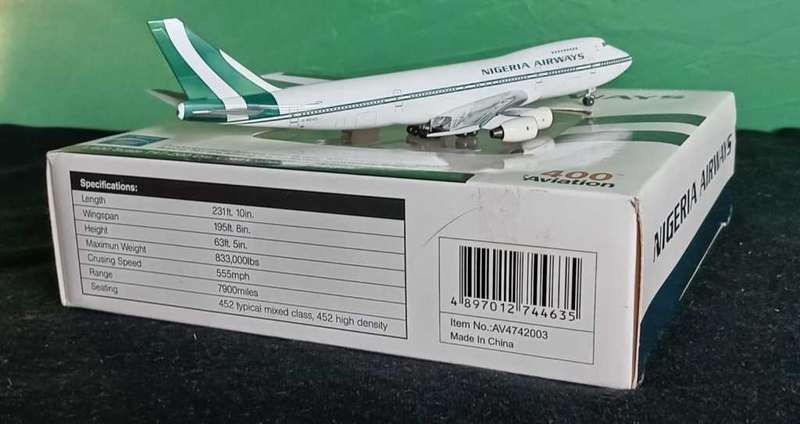 NIGERIA AIRWAYS
AIRWAYS
400
Aviation
NIGERIA AIRWAYS
Specifications:
Length 231ft. 10in.
Wingspan 195ft. 8in.
Height 63ft. 5in.
Maximun Weight 833,000lbs
Crusing Speed 555mph
Range 7900miles
Seating 452 typical mixed class, 452 high density
4 897012 744635
Item No.:AV4742003
Made In China